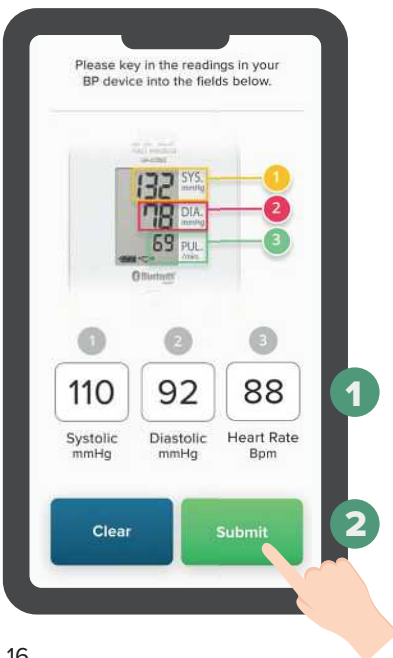 Please key in the readings in your
BP device into the fields below.
132 SYS. mmHg 1
78 DIA. mmHg 2
69 PUL. /min. 3
Bluetooth
1 2 3
110 92 88 1
Systolic Diastolic Heart Rate
mmHg mmHg Bpm
Clear Submit 2
16